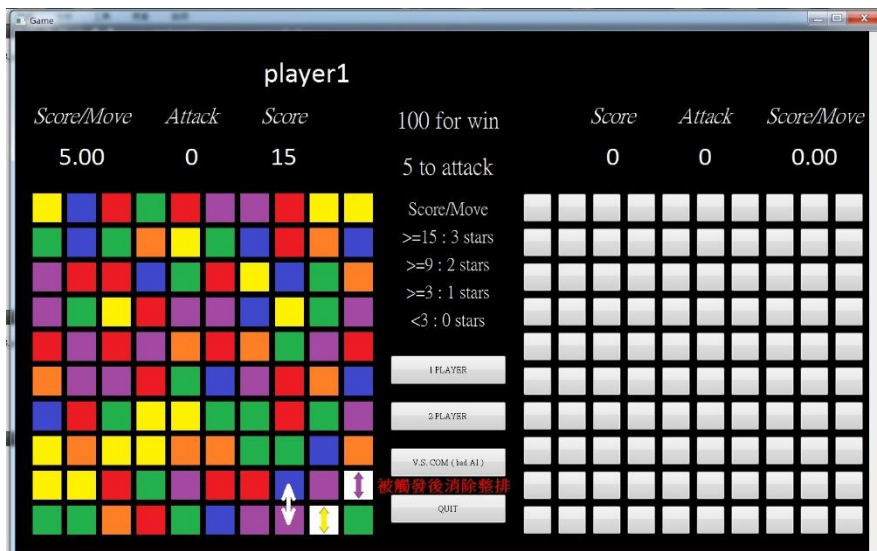 Game
player1
Score/Move Attack Score
5.00 0 15
100 for win
5 to attack
Score Attack Score/Move
0 0 0.00
Score/Move
>=15 : 3 stars
>=9 : 2 stars
>=3 : 1 stars
<3 : 0 stars
1 PLAYER
2 PLAYER
V.S. COM ( bad AI )
被觸發後消除整排
QUIT